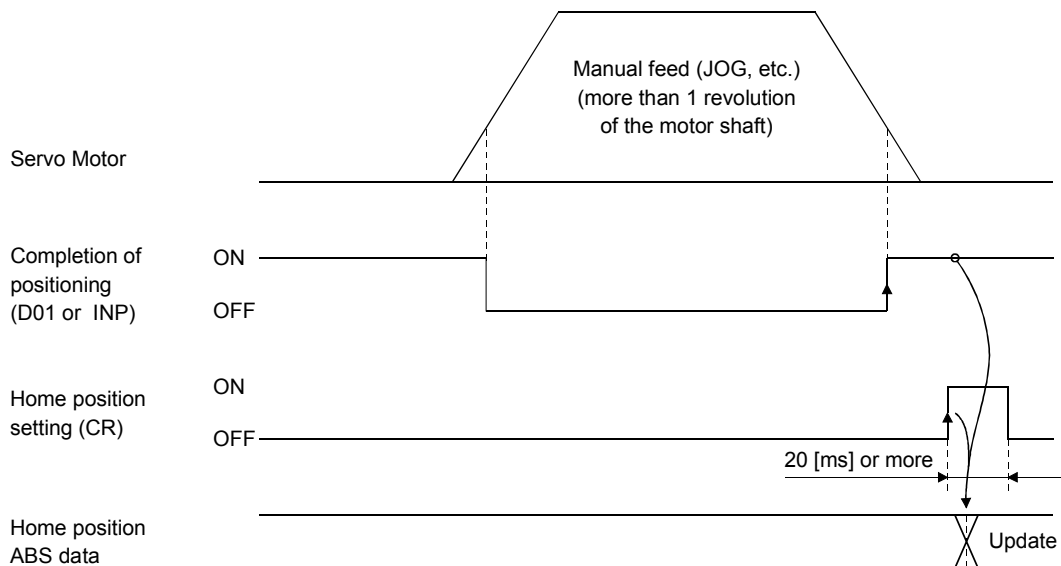 Manual feed (JOG, etc.)
(more than 1 revolution
of the motor shaft)
Servo Motor
Completion of
positioning
(D01 or INP)
ON
OFF
Home position
setting (CR)
ON
OFF
20 [ms] or more
Home position
ABS data
Update